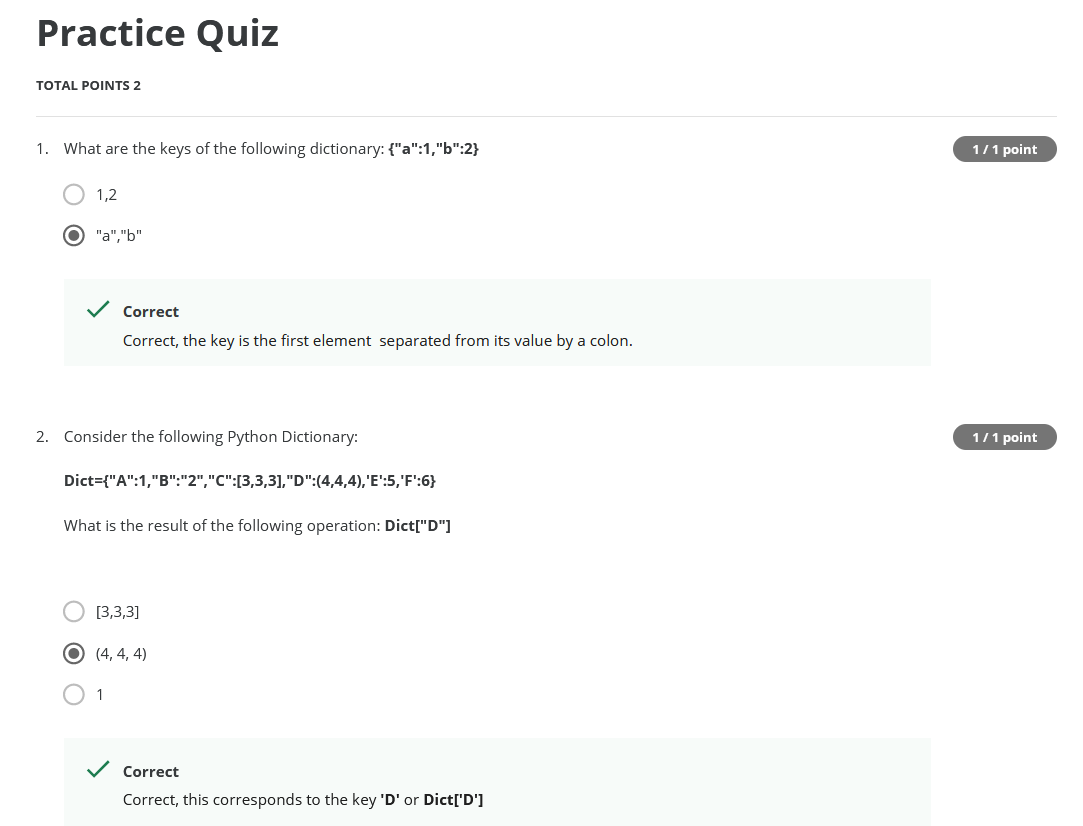 Practice Quiz
TOTAL POINTS 2
1. What are the keys of the following dictionary: {"a":1,"b":2}
1 / 1 point
1,2
"a","b"
Correct
Correct, the key is the first element  separated from its value by a colon.
2. Consider the following Python Dictionary:
1 / 1 point
Dict={"A":1,"B":"2","C":[3,3,3],"D":(4,4,4),'E':5,'F':6}
What is the result of the following operation: Dict["D"]
[3,3,3]
(4, 4, 4)
1
Correct
Correct, this corresponds to the key 'D' or Dict['D']